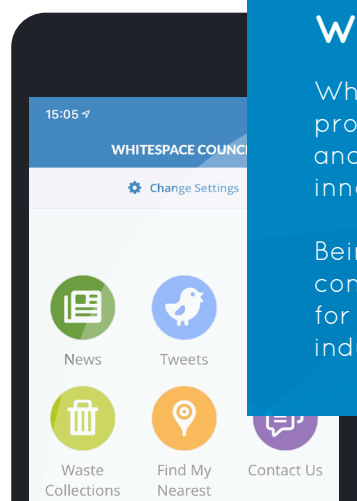 W
Wh
15:05
pro
WHITESPACE COUNC
and
inn
Change Settings
Bei
con
for
ind
News
Tweets
Waste
Collections
Find My
Nearest
Contact Us